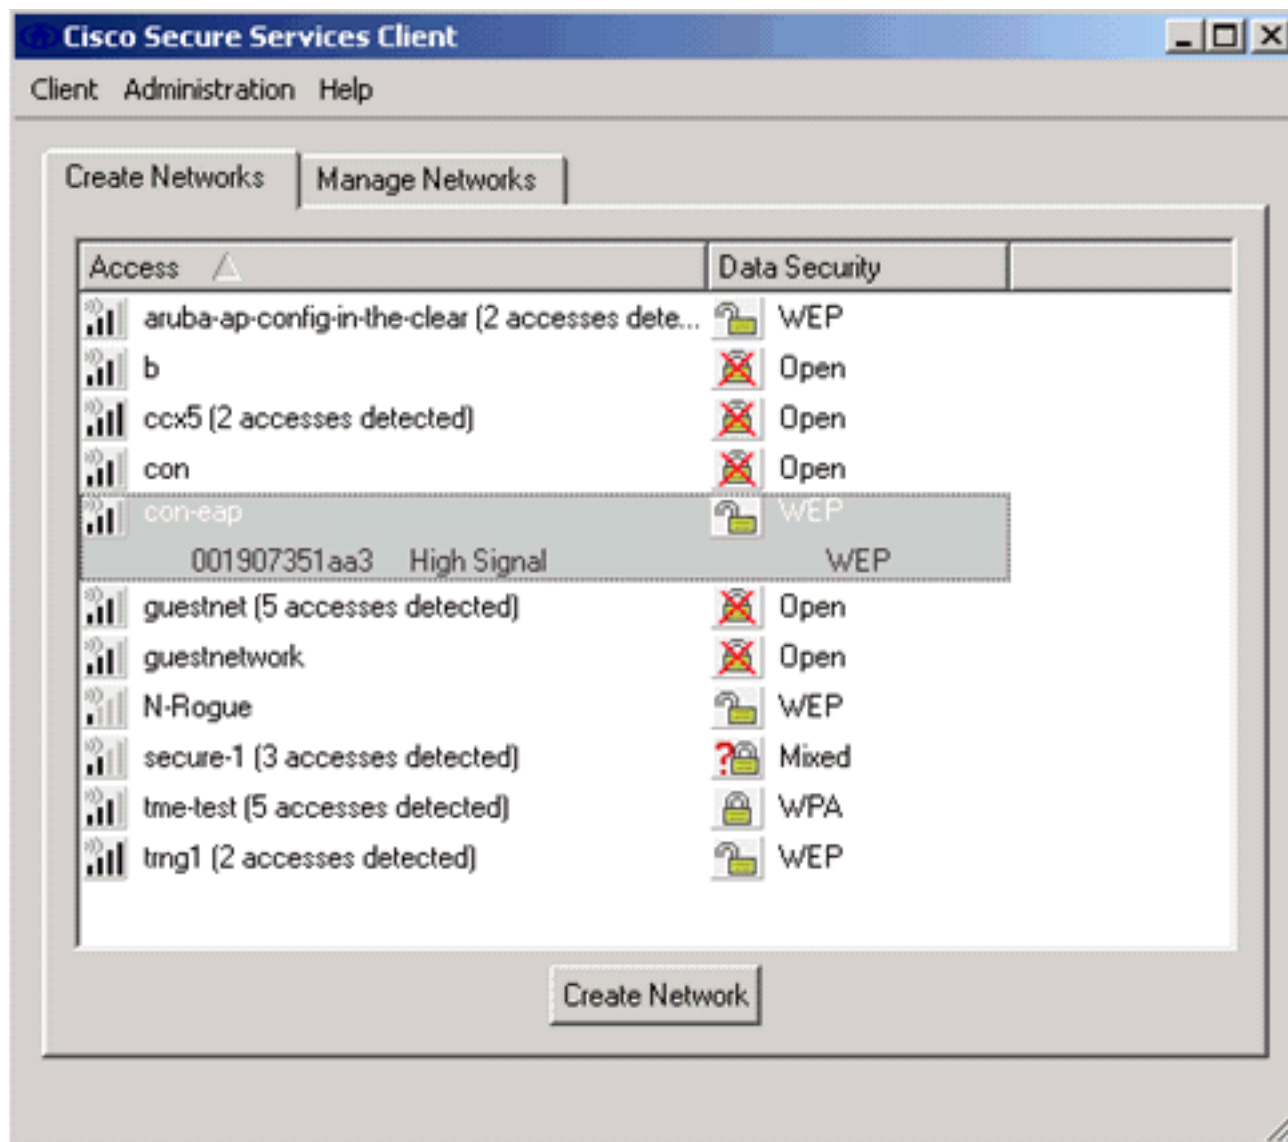 Cisco Secure Services Client
Client Administration Help
Create Networks Manage Networks
Access Data Security
aruba-ap-config-in-the-clear (2 accesses dete... WEP
b Open
ccx5 (2 accesses detected) Open
con Open
con-eap WEP
001907351aa3 High Signal WEP
guestnet (5 accesses detected) Open
guestnetwork Open
N-Rogue WEP
secure-1 (3 accesses detected) Mixed
tme-test (5 accesses detected) WPA
trng1 (2 accesses detected) WEP
Create Network